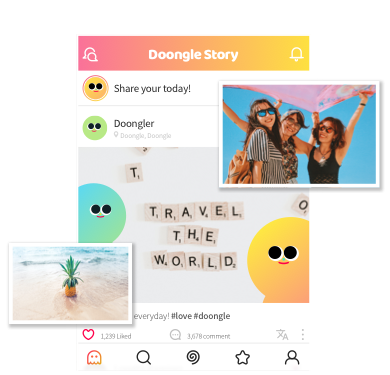 Doongle Story
Share your today!
Doongler
Doongle, Doongle
T
TRAVEL
THE
WORLD
everyday! #love #doongle
1,239 Liked
3,678 comment